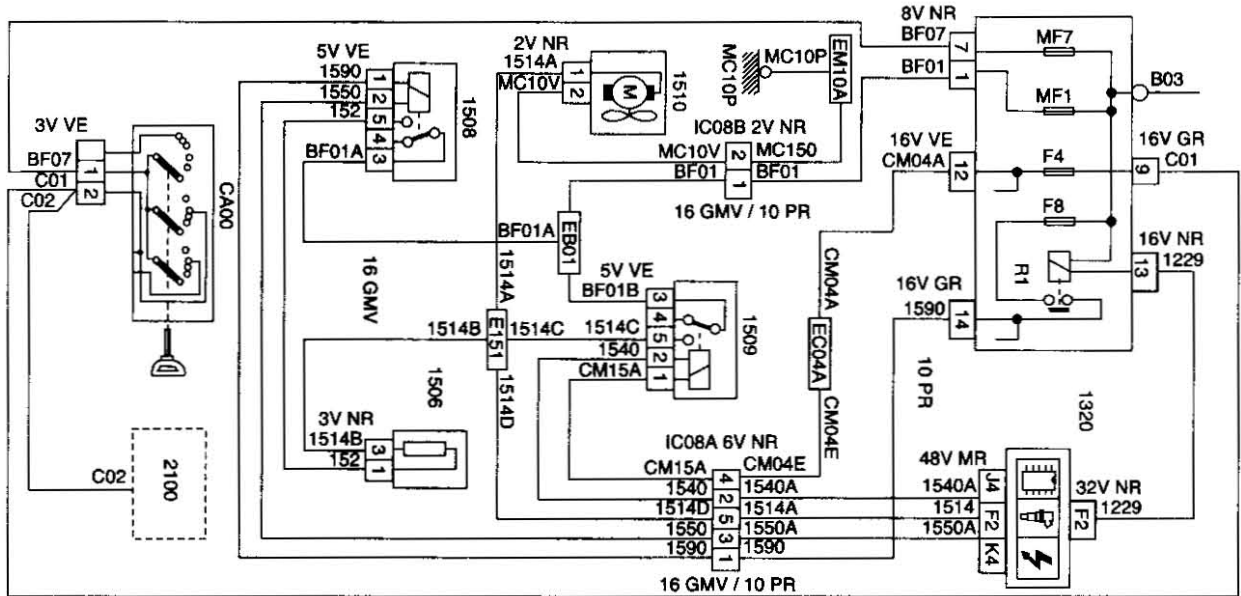 8V NR
BF07
7
MF7
BF01
1
MF1
B03
16V VE
CM04A
12
F4
16V GR
9
C01
F8
R1
16V NR
13
1229
16V GR
1590
14
10 PR
3V VE
BF07
1
C01
2
C02
CA00
C02
2100
5V VE
1590
1
1550
2
152
5
4
BF01A
3
1508
2V NR
1514A
1
MC10V
2
M
1510
MC10P
MC10P
EM10A
IC08B 2V NR
MC10V
2
MC150
BF01
1
BF01
16 GMV / 10 PR
BF01A
EB01
16 GMV
1514A
5V VE
BF01B
3
4
1514C
5
1540
2
CM15A
1
1509
1514B
E151
1514C
1514D
1506
3V NR
1514B
3
152
1
CM04A
EC04A
CM04E
IC08A 6V NR
CM15A
4
CM04E
1540
2
1540A
1514D
5
1514A
1550
3
1550A
1590
1
1590
16 GMV / 10 PR
1320
48V MR
1540A
J4
1514
F2
1550A
K4
32V NR
F2
1229